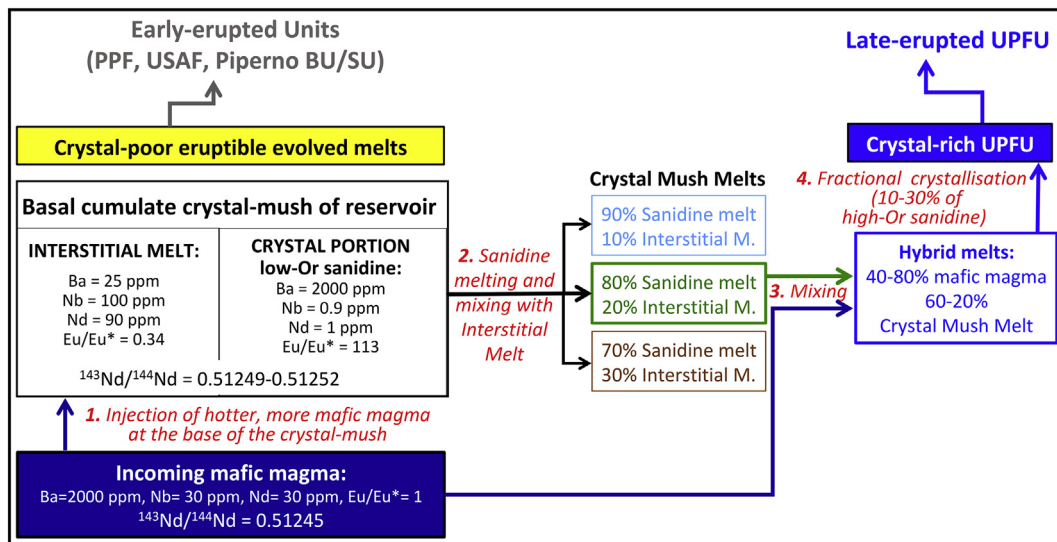 Early-erupted Units
(PPF, USAF, Piperno BU/SU)
Late-erupted UPFU
Crystal-poor eruptible evolved melts
Crystal-rich UPFU
Basal cumulate crystal-mush of reservoir
INTERSTITIAL MELT:
Ba = 25 ppm
Nb = 100 ppm
Nd = 90 ppm
Eu/Eu* = 0.34
CRYSTAL PORTION
low-Or sanidine:
Ba = 2000 ppm
Nb = 0.9 ppm
Nd = 1 ppm
Eu/Eu* = 113
¹⁴³Nd/¹⁴⁴Nd = 0.51249-0.51252
2. Sanidine
melting and
mixing with
Interstitial
Melt
Crystal Mush Melts
90% Sanidine melt
10% Interstitial M.
80% Sanidine melt
20% Interstitial M.
70% Sanidine melt
30% Interstitial M.
3. Mixing
4. Fractional crystallisation
(10-30% of
high-Or sanidine)
Hybrid melts:
40-80% mafic magma
60-20%
Crystal Mush Melt
1. Injection of hotter, more mafic magma
at the base of the crystal-mush
Incoming mafic magma:
Ba=2000 ppm, Nb= 30 ppm, Nd= 30 ppm, Eu/Eu*= 1
¹⁴³Nd/¹⁴⁴Nd = 0.51245